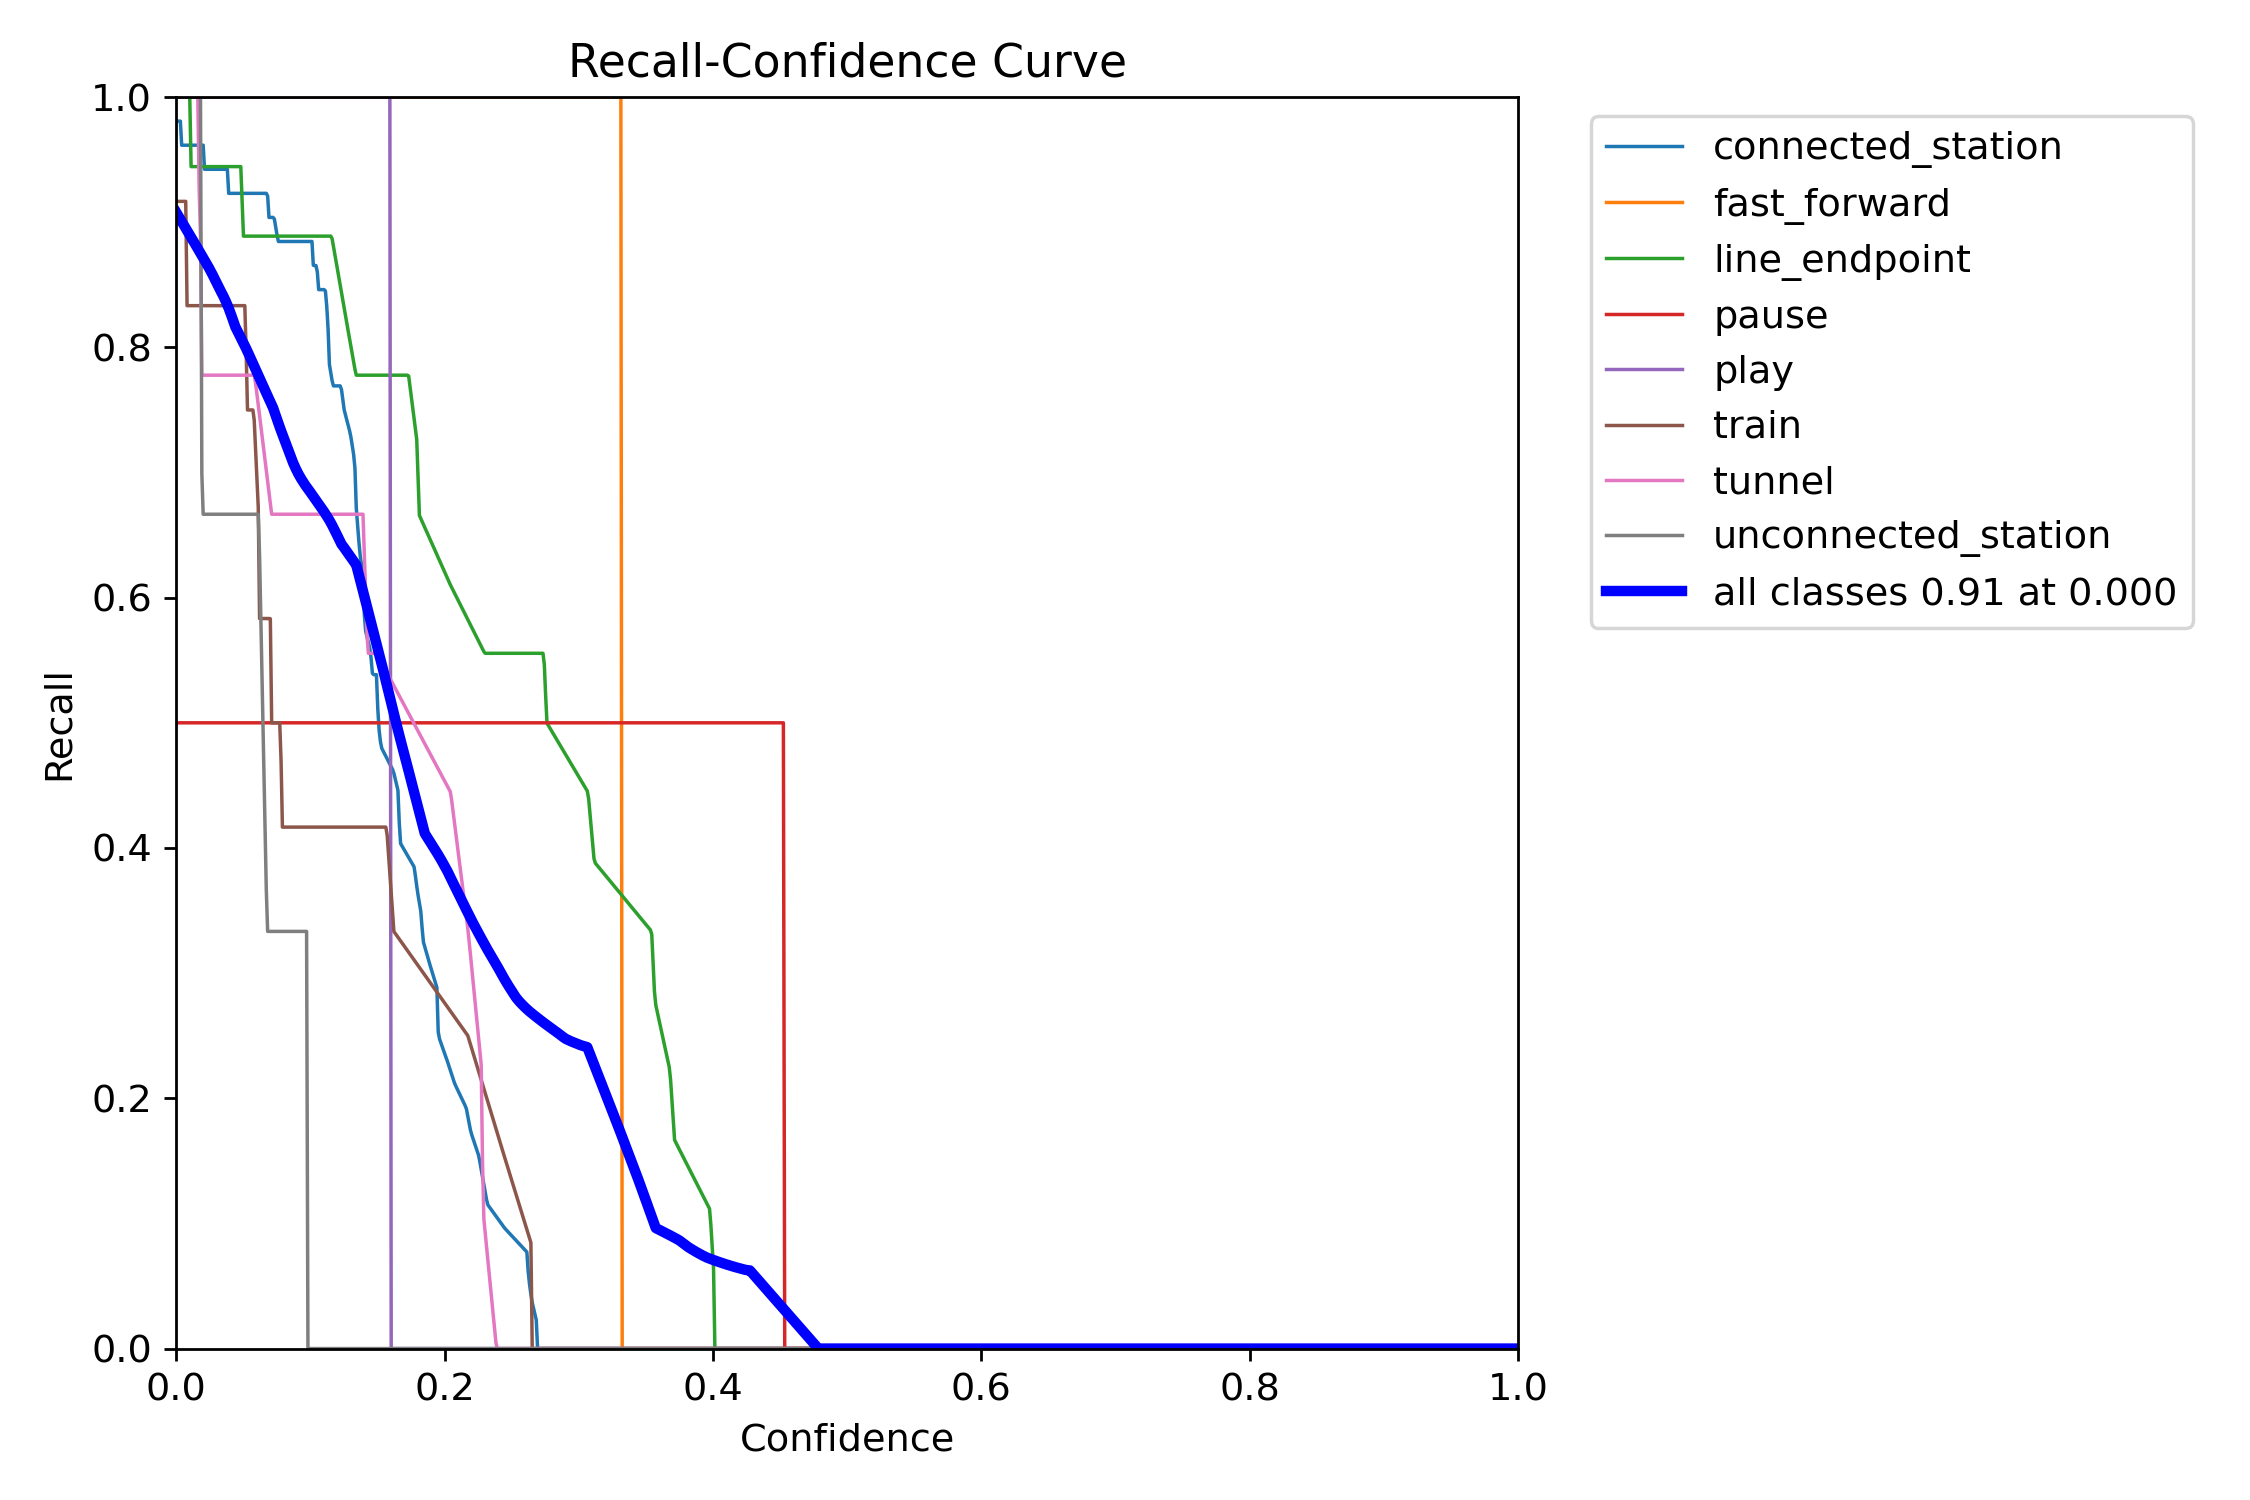 Recall-Confidence Curve
1.0
0.8
0.6
0.4
0.2
0.0
Recall
0.0 0.2 0.4 0.6 0.8 1.0
Confidence
connected_station
fast_forward
line_endpoint
pause
play
train
tunnel
unconnected_station
all classes 0.91 at 0.000